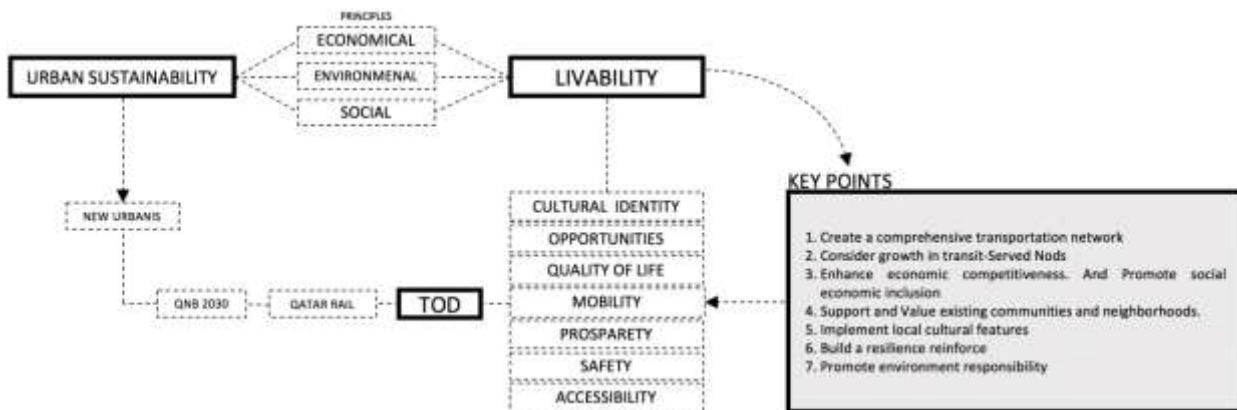 PRINCIPLES
ECONOMICAL
URBAN SUSTAINABILITY
ENVIRONMENAL
LIVABILITY
SOCIAL
KEY POINTS
NEW URBANIS
CULTURAL IDENTITY
OPPORTUNITIES
QUALITY OF LIFE
QNB 2030
QATAR RAIL
TOD
MOBILITY
PROSPARETY
SAFETY
ACCESSIBILITY
1. Create a comprehensive transportation network
2. Consider growth in transit-Served Nods
3. Enhance economic competitiveness. And Promote social
economic inclusion
4. Support and Value existing communities and neighborhoods.
5. Implement local cultural features
6. Build a resilience reinforce
7. Promote environment responsibility